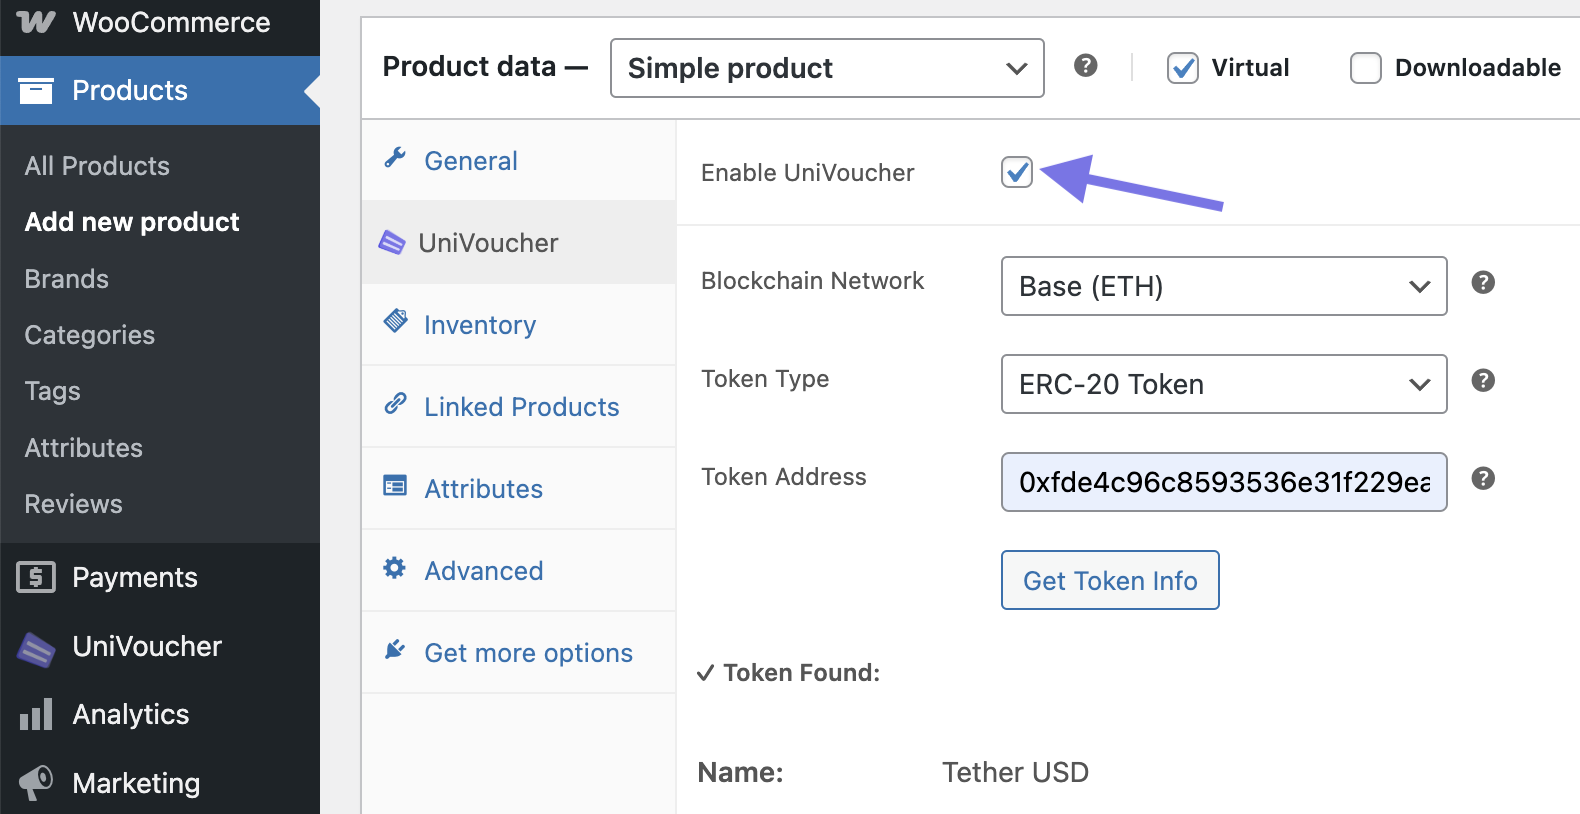 WooCommerce
Products
All Products
Add new product
Brands
Categories
Tags
Attributes
Reviews
Payments
UniVoucher
Analytics
Marketing
Product data — Simple product Virtual Downloadable
General
UniVoucher
Inventory
Linked Products
Attributes
Advanced
Get more options
Enable UniVoucher
Blockchain Network Base (ETH)
Token Type ERC-20 Token
Token Address 0xfde4c96c8593536e31f229ea
Get Token Info
✓ Token Found:
Name: Tether USD